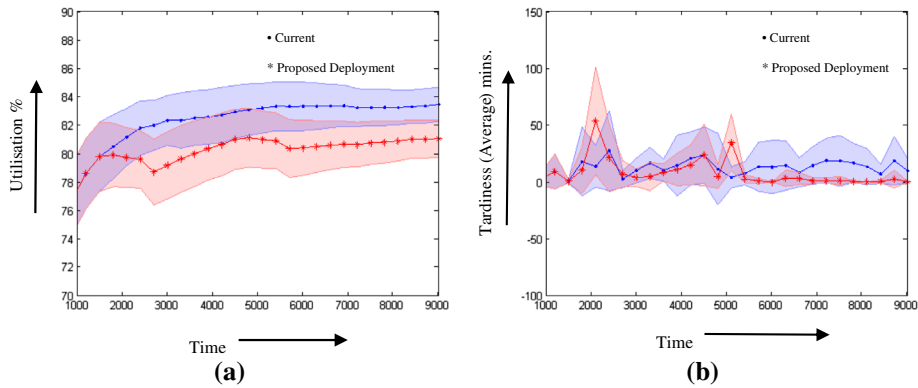 90
88
86
84
82
80
78
76
74
72
70
1000 2000 3000 4000 5000 6000 7000 8000 9000
Utilisation %
• Current
* Proposed Deployment
Time
(a)
150
100
50
0
-50
-100
1000 2000 3000 4000 5000 6000 7000 8000 9000
Tardiness (Average) mins.
• Current
* Proposed Deployment
Time
(b)